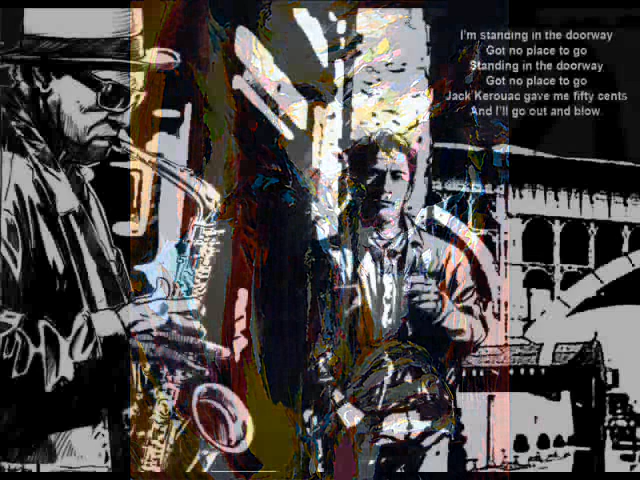 I'm standing in the doorway
Got no place to go
Standing in the doorway
Got no place to go
Jack Kerouac gave me fifty cents
And I'll go out and blow.